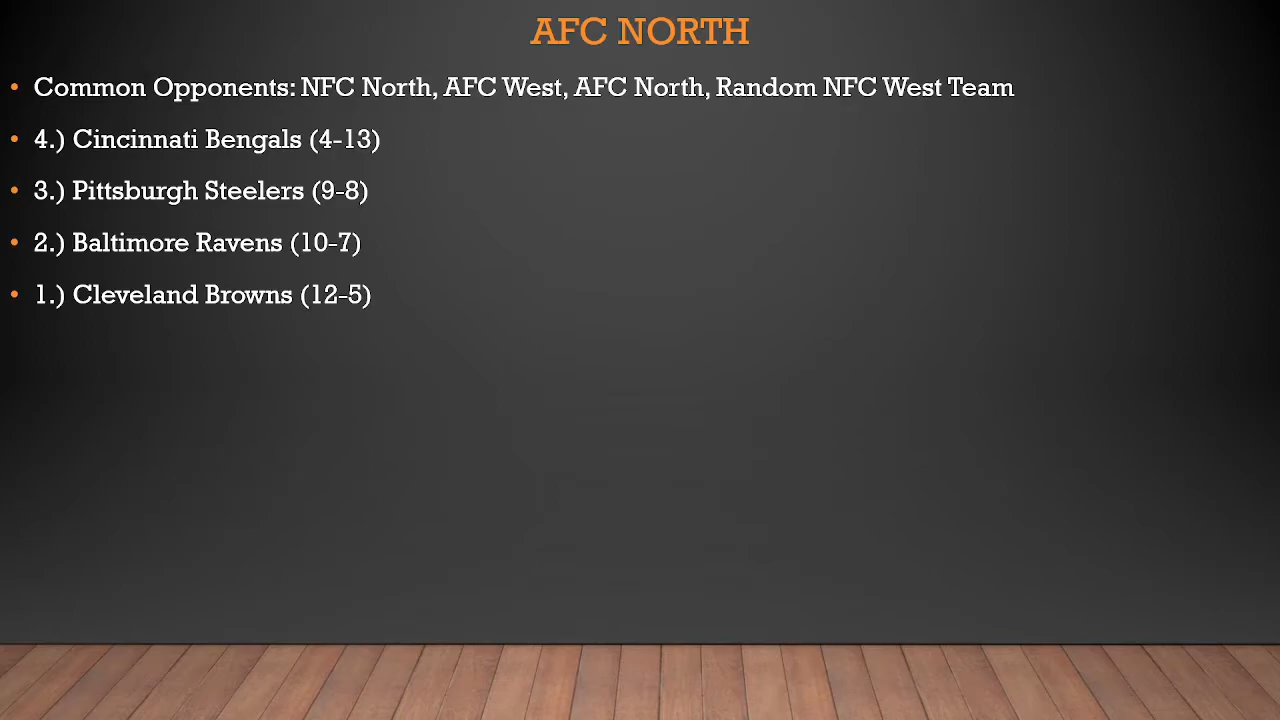 AFC NORTH
• Common Opponents: NFC North, AFC West, AFC North, Random NFC West Team
• 4.) Cincinnati Bengals (4-13)
• 3.) Pittsburgh Steelers (9-8)
• 2.) Baltimore Ravens (10-7)
• 1.) Cleveland Browns (12-5)